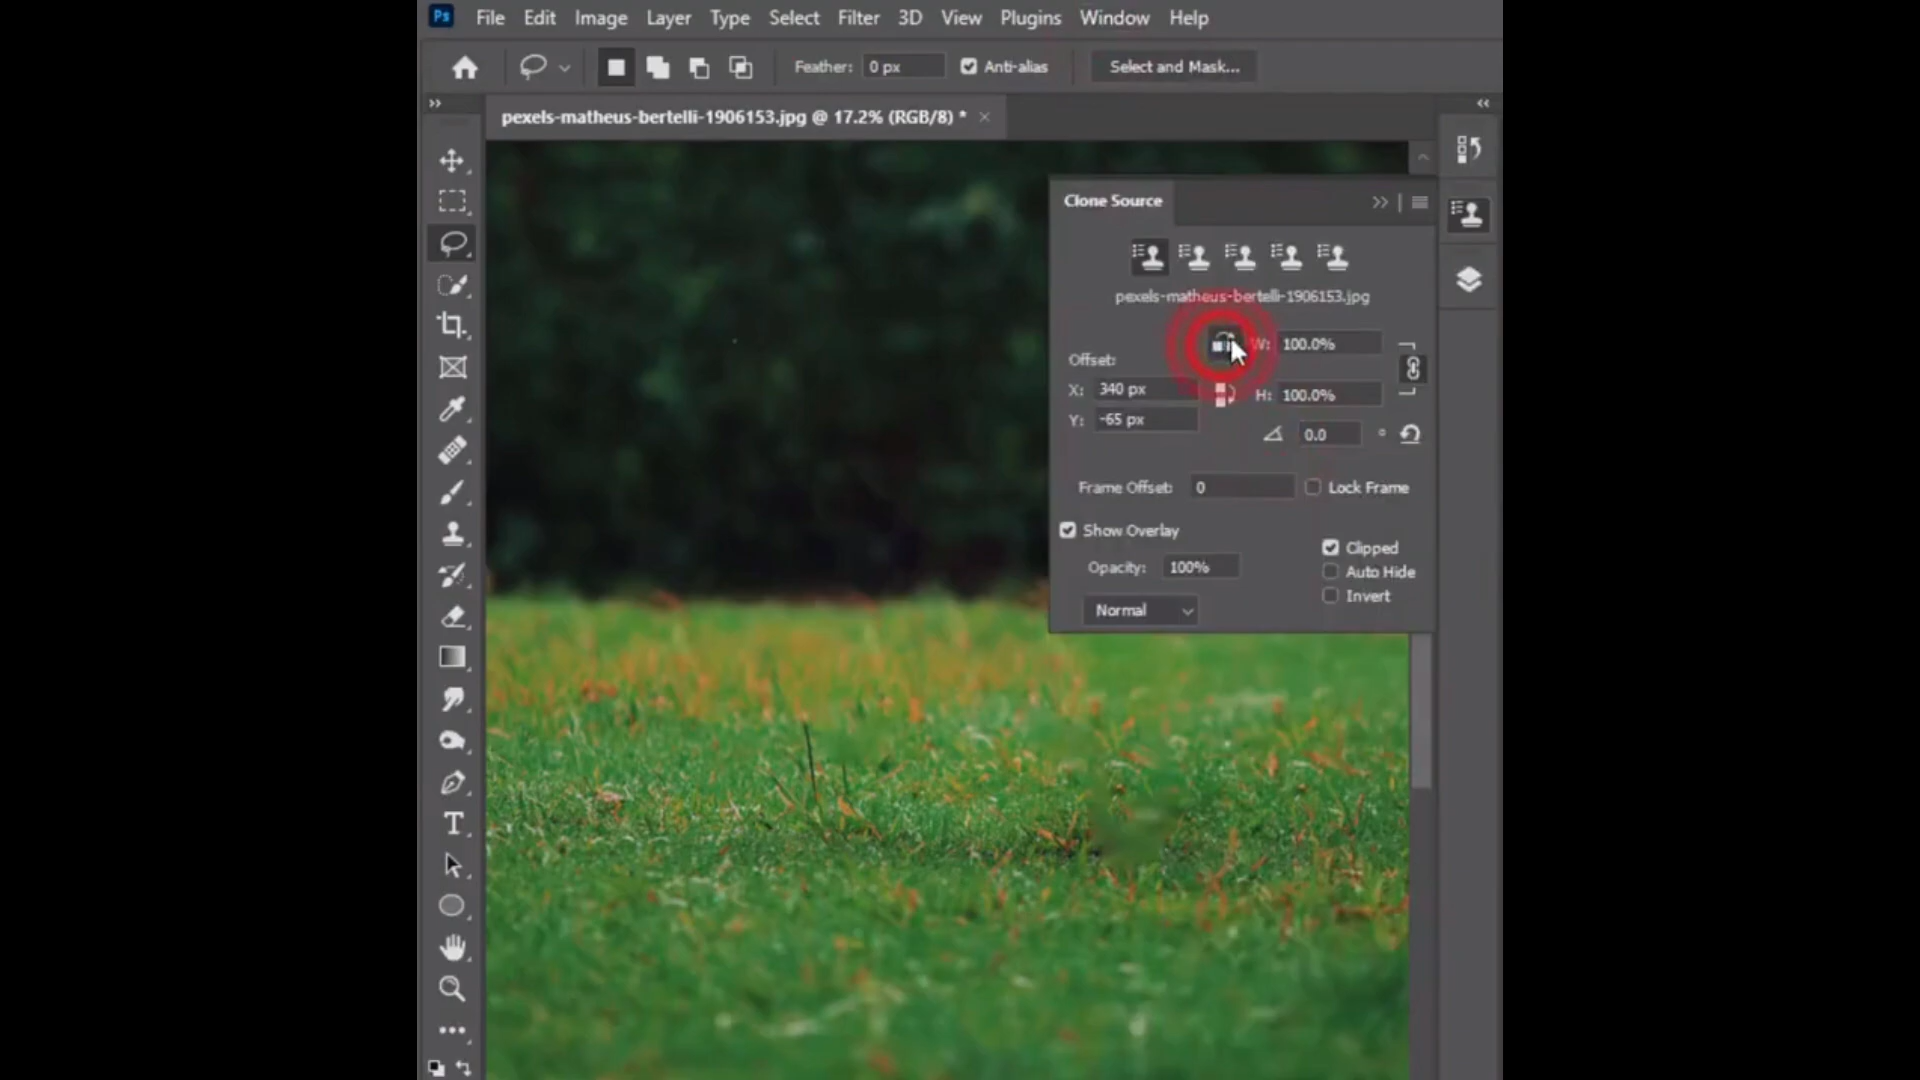 Ps File Edit Image Layer Type Select Filter 3D View Plugins Window Help
Feather: 0 px Anti-alias Select and Mask...
pexels-matheus-bertelli-1906153.jpg @ 17.2% (RGB/8) * ×
Clone Source
pexels-matheus-bertelli-1906153.jpg
W: 100.0%
Offset:
X: 340 px
H: 100.0%
Y: -65 px
0.0 °
Frame Offset: 0 Lock Frame
Show Overlay
Clipped
Opacity: 100%
Auto Hide
Invert
Normal
T